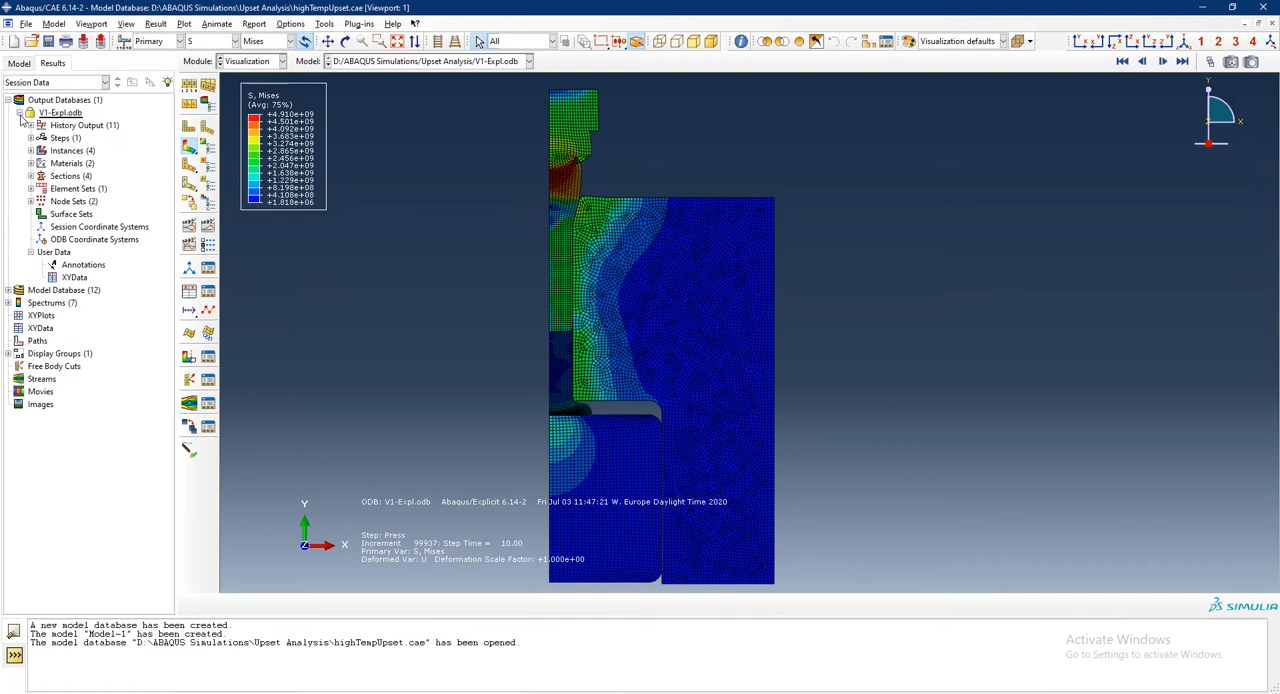 Abaqus/CAE 6.14-2 - Model Database: D:\ABAQUS Simulations\Upset Analysis\highTempUpset.cae [Viewport: 1]
File Model Viewport View Result Plot Animate Report Options Tools Plug-ins Help
Primary S Mises All Visualization defaults 1 2 3 4
Model Results Module: Visualization Model: D:/ABAQUS Simulations/Upset Analysis/V1-Expl.odb
Session Data
Output Databases (1)
V1-Expl.odb
History Output (11)
Steps (1)
Instances (4)
Materials (2)
Sections (4)
Element Sets (1)
Node Sets (2)
Surface Sets
Session Coordinate Systems
ODB Coordinate Systems
User Data
Annotations
XYData
Model Database (12)
Spectrums (7)
XYPlots
XYData
Paths
Display Groups (1)
Free Body Cuts
Streams
Movies
Images
S, Mises
(Avg: 75%)
+4.910e+09
+4.501e+09
+4.092e+09
+3.683e+09
+3.274e+09
+2.865e+09
+2.456e+09
+2.047e+09
+1.638e+09
+1.229e+09
+8.198e+08
+4.108e+08
+1.818e+06
Y
X
Y
X
Z
ODB: V1-Expl.odb Abaqus/Explicit 6.14-2 Fri Jul 03 11:47:21 W. Europe Daylight Time 2020
Step: Press
Increment 99937: Step Time = 10.00
Primary Var: S, Mises
Deformed Var: U Deformation Scale Factor: +1.000e+00
SIMULIA
A new model database has been created.
The model "Model-1" has been created.
The model database "D:\ABAQUS Simulations\Upset Analysis\highTempUpset.cae" has been opened.
Activate Windows
Go to Settings to activate Windows.